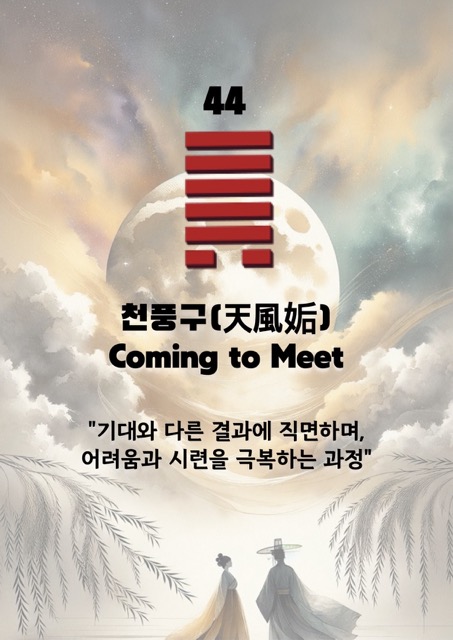 44
천풍구(天風姤)
Coming to Meet
"기대와 다른 결과에 직면하며,
어려움과 시련을 극복하는 과정"